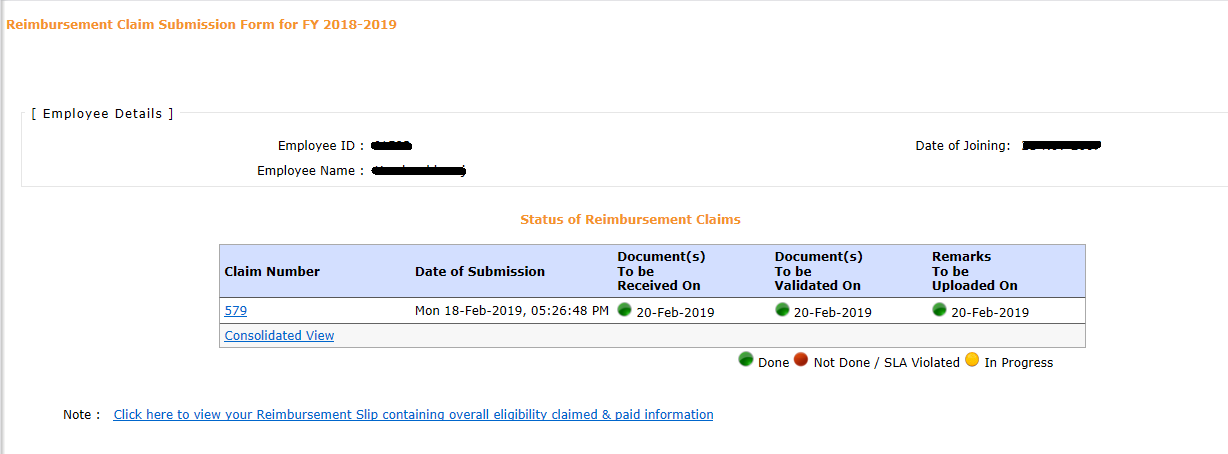 Reimbursement Claim Submission Form for FY 2018-2019
[ Employee Details ]
Employee ID :
Date of Joining:
Employee Name :
Status of Reimbursement Claims
Claim Number Date of Submission Document(s) To be Received On Document(s) To be Validated On Remarks To be Uploaded On
579 Mon 18-Feb-2019, 05:26:48 PM 20-Feb-2019 20-Feb-2019 20-Feb-2019
Consolidated View
Done Not Done / SLA Violated In Progress
Note : Click here to view your Reimbursement Slip containing overall eligibility claimed & paid information